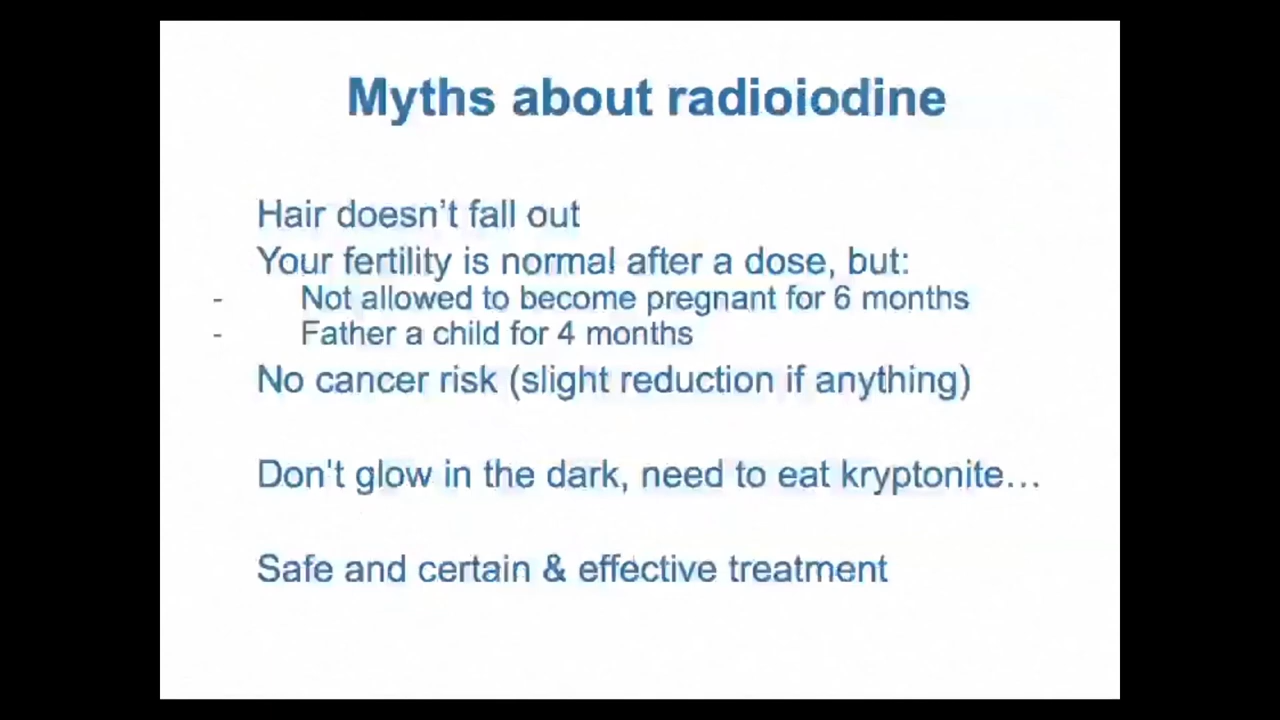 Myths about radioiodine
Hair doesn’t fall out
Your fertility is normal after a dose, but:
- Not allowed to become pregnant for 6 months
- Father a child for 4 months
No cancer risk (slight reduction if anything)
Don't glow in the dark, need to eat kryptonite…
Safe and certain & effective treatment